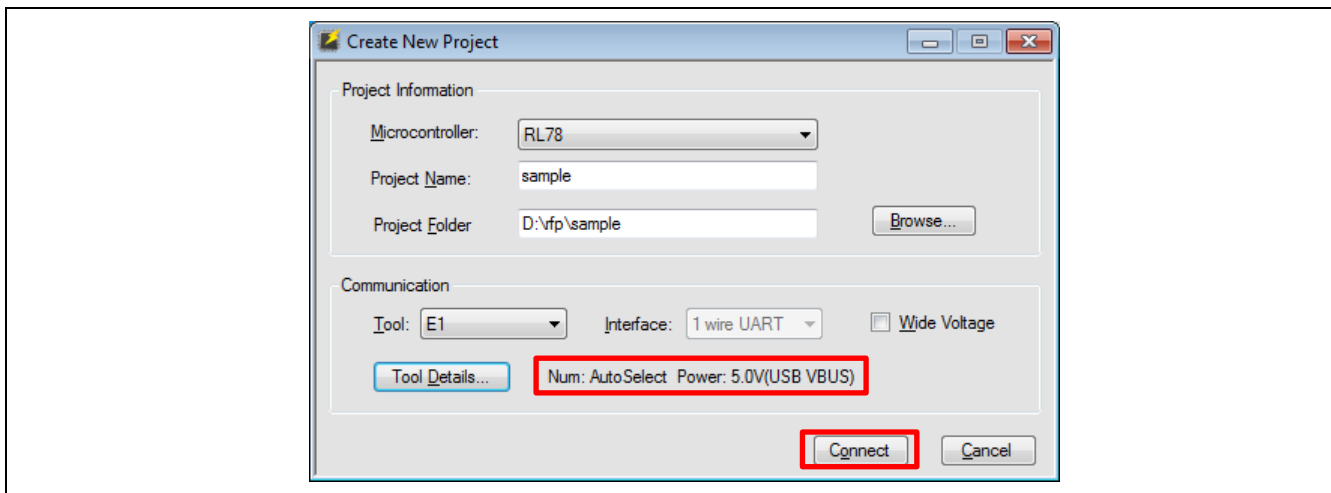 Create New Project
Project Information
Microcontroller: RL78
Project Name: sample
Project Folder D:\rfp\sample Browse...
Communication
Tool: E1 Interface: 1 wire UART Wide Voltage
Tool Details... Num: AutoSelect Power: 5.0V(USB VBUS)
Connect Cancel